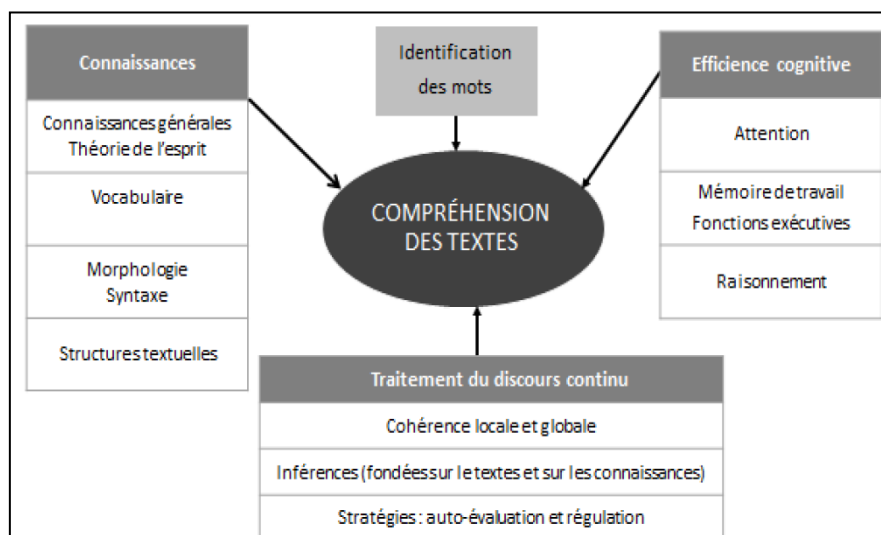 Connaissances
Connaissances générales
Théorie de l'esprit
Vocabulaire
Morphologie
Syntaxe
Structures textuelles
Identification
des mots
COMPRÉHENSION
DES TEXTES
Efficience cognitive
Attention
Mémoire de travail
Fonctions exécutives
Raisonnement
Traitement du discours continu
Cohérence locale et globale
Inférences (fondées sur le textes et sur les connaissances)
Stratégies : auto-évaluation et régulation